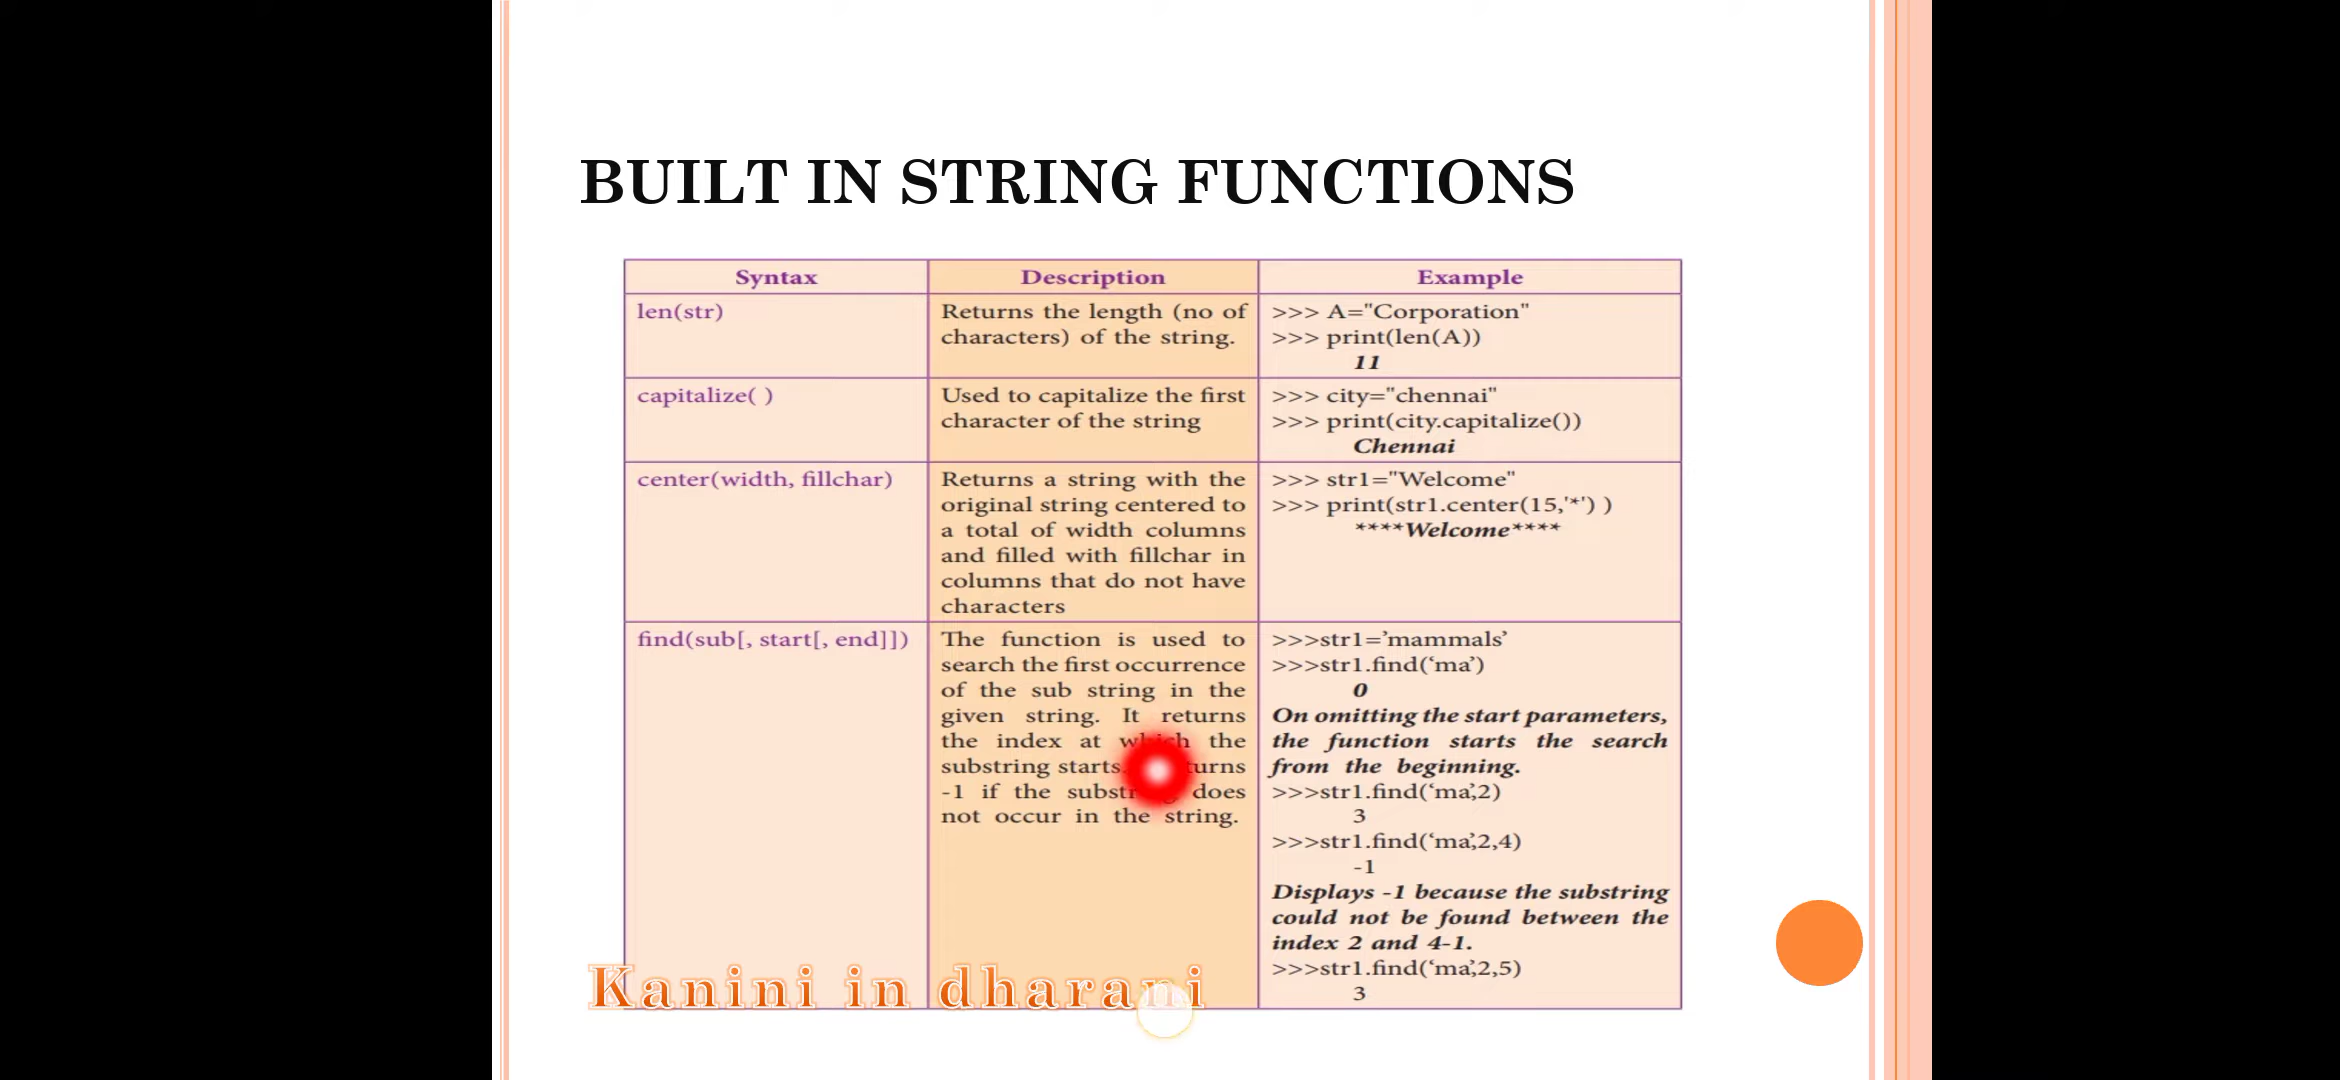 BUILT IN STRING FUNCTIONS
Syntax
Description
Example
len(str)
Returns the length (no of
characters) of the string.
>>> A="Corporation"
>>> print(len(A))
11
capitalize( )
Used to capitalize the first
character of the string
>>> city="chennai"
>>> print(city.capitalize())
Chennai
center(width, fillchar)
Returns a string with the
original string centered to
a total of width columns
and filled with fillchar in
columns that do not have
characters
>>> str1="Welcome"
>>> print(str1.center(15,'*') )
****Welcome****
find(sub[, start[, end]])
The function is used to
search the first occurrence
of the sub string in the
given string. It returns
the index at which the
substring starts.
-1 if the does
not occur in the string.
>>>str1=’mammals’
>>>str1.find(‘ma’)
0
On omitting the start parameters,
the function starts the search
from the beginning.
>>>str1.find(‘ma’,2)
3
>>>str1.find(‘ma’,2,4)
-1
Displays -1 because the substring
could not be found between the
index 2 and 4-1.
>>>str1.find(‘ma’,2,5)
3
Kanini in dharani